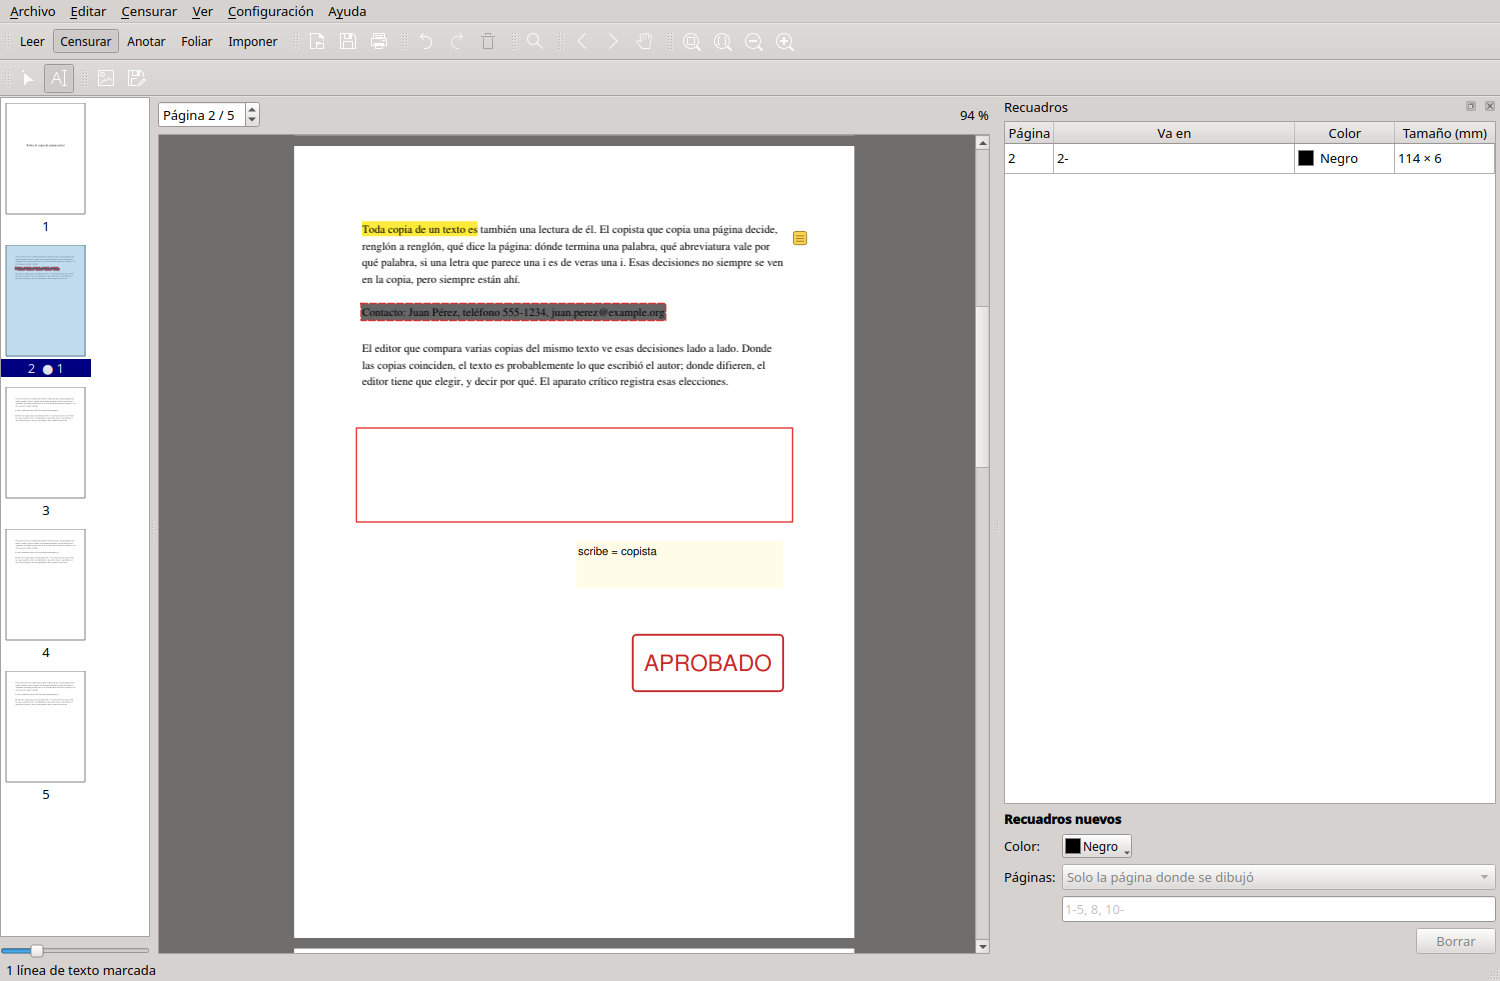 Archivo Editar Censurar Ver Configuración Ayuda
Leer Censurar Anotar Foliar Imponer
AI
Página 2 / 5
94 %
1
2 1
3
4
5
Toda copia de un texto es también una lectura de él. El copista que copia una página decide,
renglón a renglón, qué dice la página: dónde termina una palabra, qué abreviatura vale por
qué palabra, si una letra que parece una i es de veras una i. Esas decisiones no siempre se ven
en la copia, pero siempre están ahí.
Contacto: Juan Pérez, teléfono 555-1234, juan.perez@example.org
El editor que compara varias copias del mismo texto ve esas decisiones lado a lado. Donde
las copias coinciden, el texto es probablemente lo que escribió el autor; donde difieren, el
editor tiene que elegir, y decir por qué. El aparato crítico registra esas elecciones.
scribe = copista
APROBADO
Recuadros
Página Va en Color Tamaño (mm)
2 2- Negro 114 × 6
Recuadros nuevos
Color: Negro
Páginas: Solo la página donde se dibujó
1-5, 8, 10-
Borrar
1 línea de texto marcada